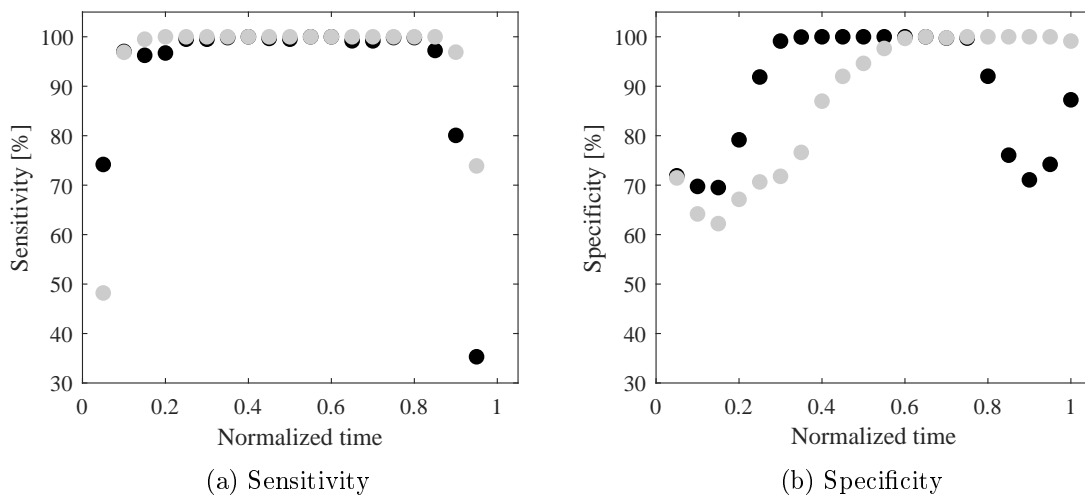 Sensitivity [%]
100
90
80
70
60
50
40
30
0 0.2 0.4 0.6 0.8 1
Normalized time
(a) Sensitivity
Specificity [%]
100
90
80
70
60
50
40
30
0 0.2 0.4 0.6 0.8 1
Normalized time
(b) Specificity